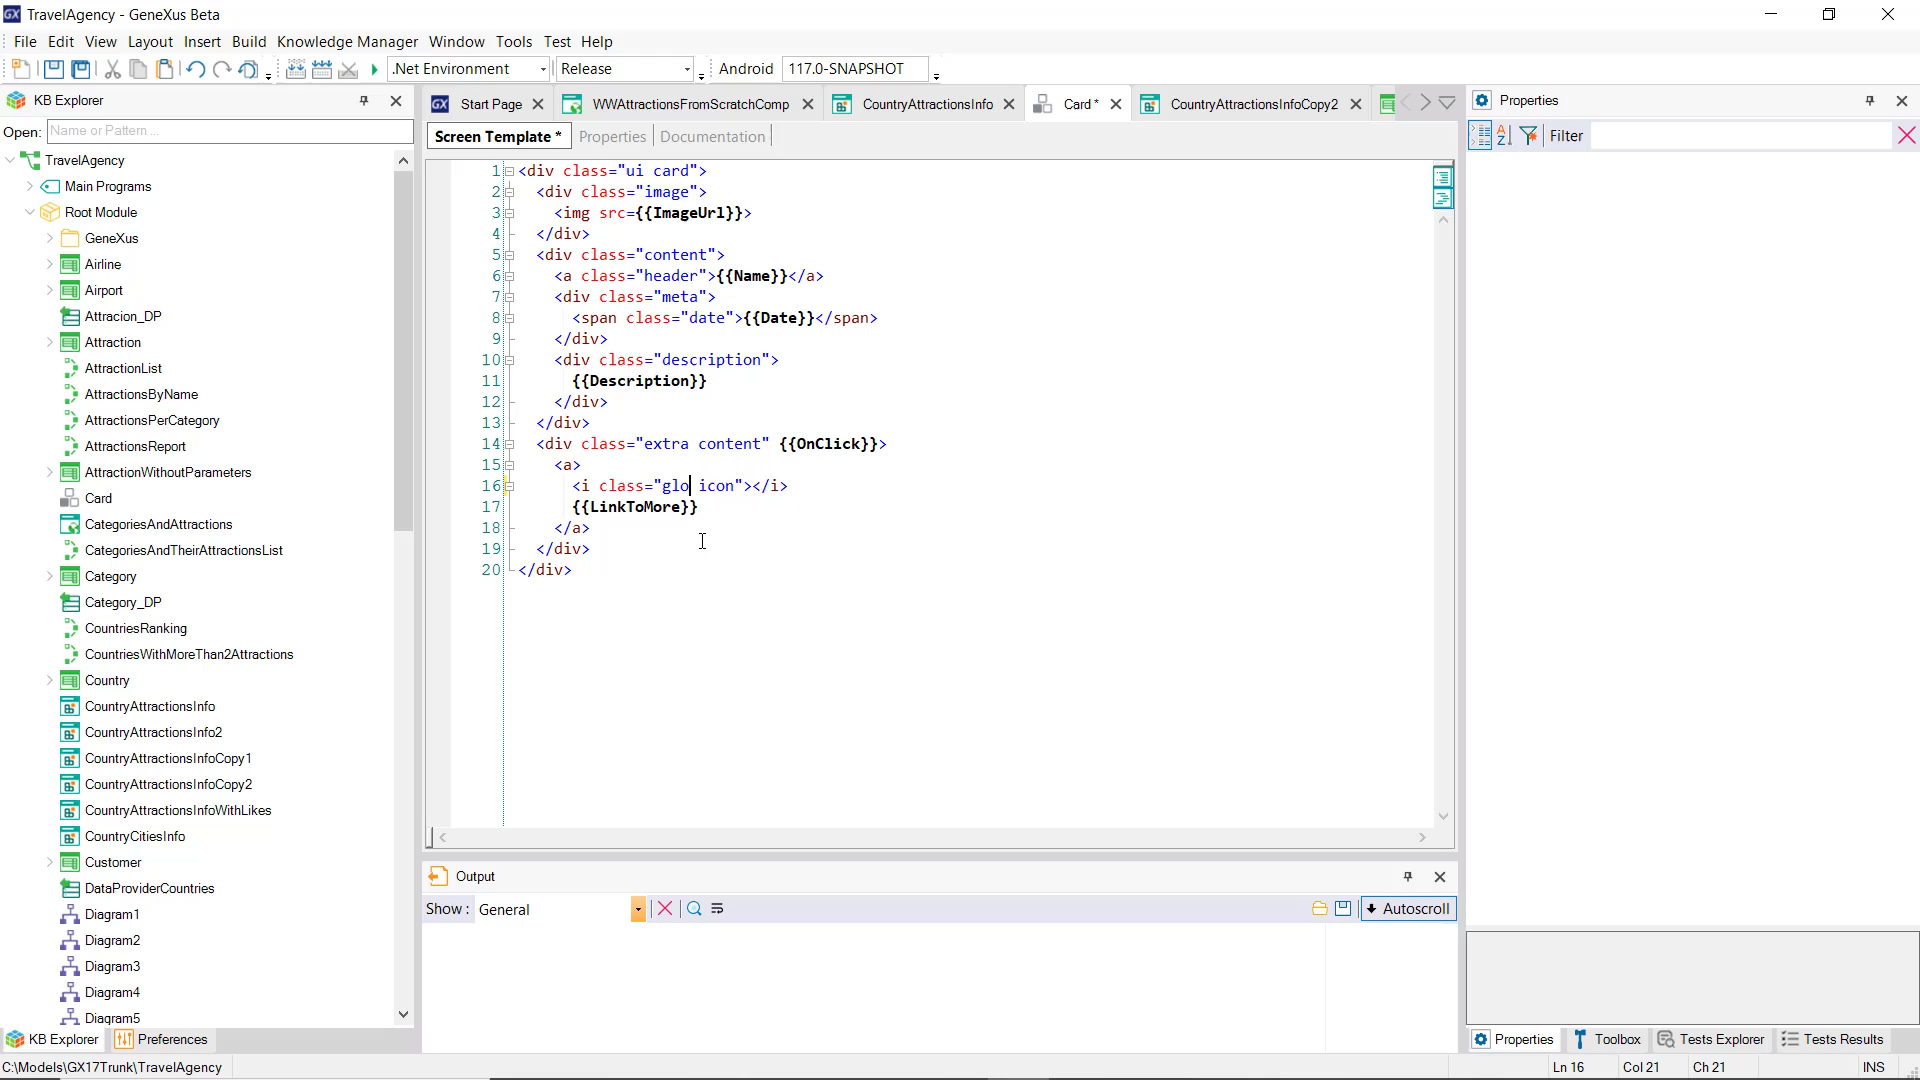 TravelAgency - GeneXus Beta
File Edit View Layout Insert Build Knowledge Manager Window Tools Test Help
.Net Environment Release Android 117.0-SNAPSHOT
KB Explorer
Open: Name or Pattern ...
TravelAgency
Main Programs
Root Module
GeneXus
Airline
Airport
Attracion_DP
Attraction
AttractionList
AttractionsByName
AttractionsPerCategory
AttractionsReport
AttractionWithoutParameters
Card
CategoriesAndAttractions
CategoriesAndTheirAttractionsList
Category
Category_DP
CountriesRanking
CountriesWithMoreThan2Attractions
Country
CountryAttractionsInfo
CountryAttractionsInfo2
CountryAttractionsInfoCopy1
CountryAttractionsInfoCopy2
CountryAttractionsInfoWithLikes
CountryCitiesInfo
Customer
DataProviderCountries
Diagram1
Diagram2
Diagram3
Diagram4
Diagram5
KB Explorer Preferences
Start Page WWAttractionsFromScratchComp CountryAttractionsInfo Card * CountryAttractionsInfoCopy2
Screen Template * Properties Documentation
1 <div class="ui card">
2 <div class="image">
3 <img src={{ImageUrl}}>
4 </div>
5 <div class="content">
6 <a class="header">{{Name}}</a>
7 <div class="meta">
8 <span class="date">{{Date}}</span>
9 </div>
10 <div class="description">
11 {{Description}}
12 </div>
13 </div>
14 <div class="extra content" {{OnClick}}>
15 <a>
16 <i class="glo icon"></i>
17 {{LinkToMore}}
18 </a>
19 </div>
20 </div>
Output
Show: General Autoscroll
Properties
Filter
Properties Toolbox Tests Explorer Tests Results
C:\Models\GX17Trunk\TravelAgency Ln 16 Col 21 Ch 21 INS